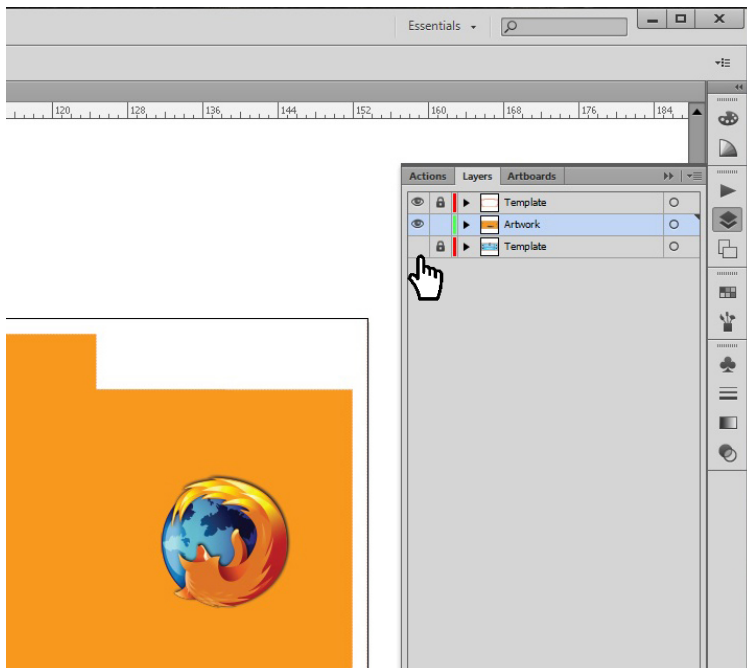 Essentials
120 128 136 144 152 160 168 176 184
Actions Layers Artboards
Template
Artwork
Template